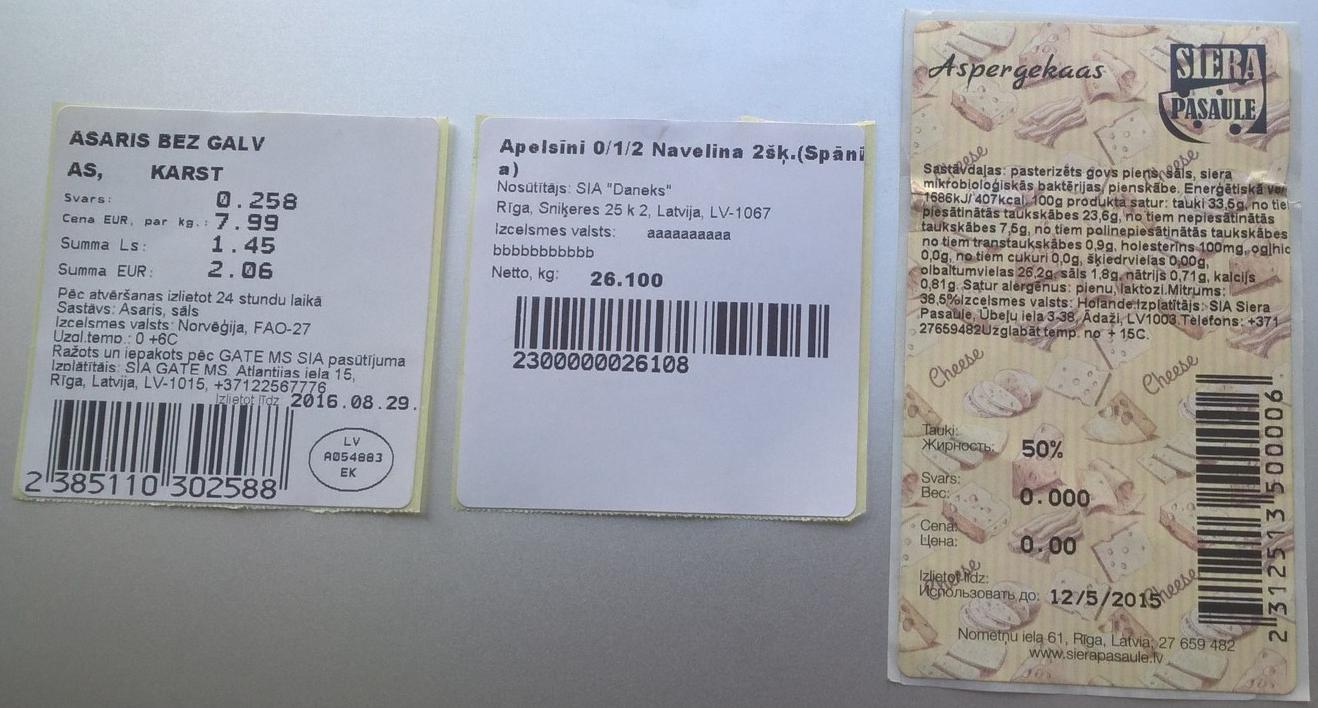 ASARIS BEZ GALV
AS, KARST
Svars: 0.258
Cena EUR, par kg.: 7.99
Summa Ls: 1.45
Summa EUR: 2.06
Pēc atvēršanas izlietot 24 stundu laikā
Sastāvs: Asaris, sāls
Izcelsmes valsts: Norvēģija, FAO-27
Uzgl.temp.: 0 +6C
Ražots un iepakots pēc GATE MS SIA pasūtījuma
Izplātītāis: SIA GATE MS. Atlantijas iela 15,
Rīga, Latvija, LV-1015, +37122567776
Izlietot līdz 2016.08.29.
LV
A054883
EK
2 385110 302588
Apelsīni 0/1/2 Navelina 2šķ.(Spāni
a)
Nosūtītājs: SIA "Daneks"
Rīga, Sniķeres 25 k 2, Latvija, LV-1067
Izcelsmes valsts: aaaaaaaaaa
bbbbbbbbbbb
Netto, kg: 26.100
2300000026108
Aspergekaas
SIERA
PASAULE
Sastāvdaļas: pasterizēts govs piens, sāls, siera
mikrobioloģiskās baktērijas, pienskābe. Enerģētiskā
1686kJ/ 407kcal. 100g produkta satur: tauki 33,5g, no tie
piesātinātās taukskābes 23,6g, no tiem nepiesātinātās
taukskābes 7,5g, no tiem polinepiesātinātās taukskābes
no tiem transtaukskābes 0,9g, holesterīns 100mg, ogļhic
0,0g, no tiem cukuri 0,0g, šķiedrvielas 0,00g,
olbaltumvielas 26,2g, sāls 1,8g, nātrijs 0,71g, kalcijs
0,81g. Satur alergēnus: pienu, laktozi.Mitrums:
38,5%Izcelsmes valsts: Holande.Izplatītājs: SIA Siera
Pasaule, Ūbeļu iela 3-38, Ādaži, LV1003.Telefons: +371
27659482Uzglabāt temp. no + 15C.
Cheese
Cheese
Cheese
Cheese
Tauki:
Жирность: 50%
Svars:
Вес: 0.000
Cena:
Цена: 0.00
Izlietot līdz:
Использовать до: 12/5/2015
Cheese
Cheese
Nometņu iela 61, Rīga, Latvia; 27 659 482
www.sierapasaule.lv
2 312513 500006